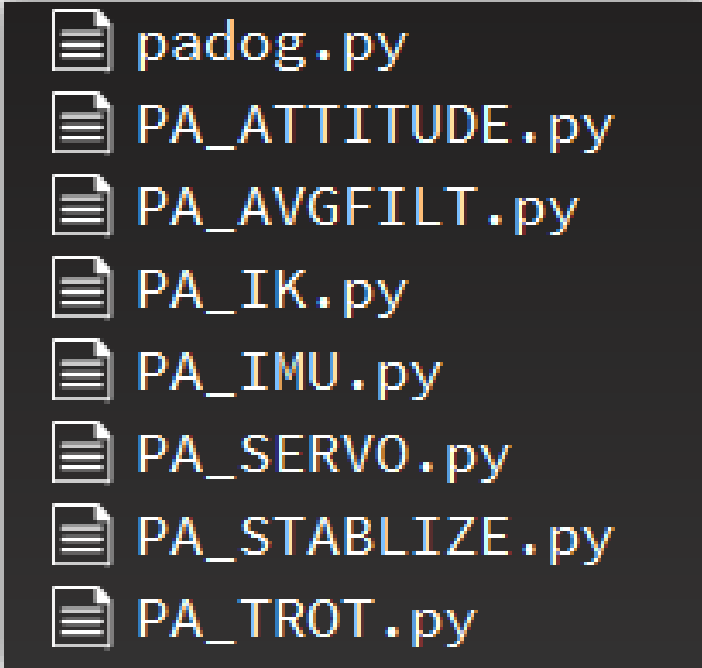 padog.py
PA_ATTITUDE.py
PA_AVGFILT.py
PA_IK.py
PA_IMU.py
PA_SERVO.py
PA_STABLIZE.py
PA_TROT.py